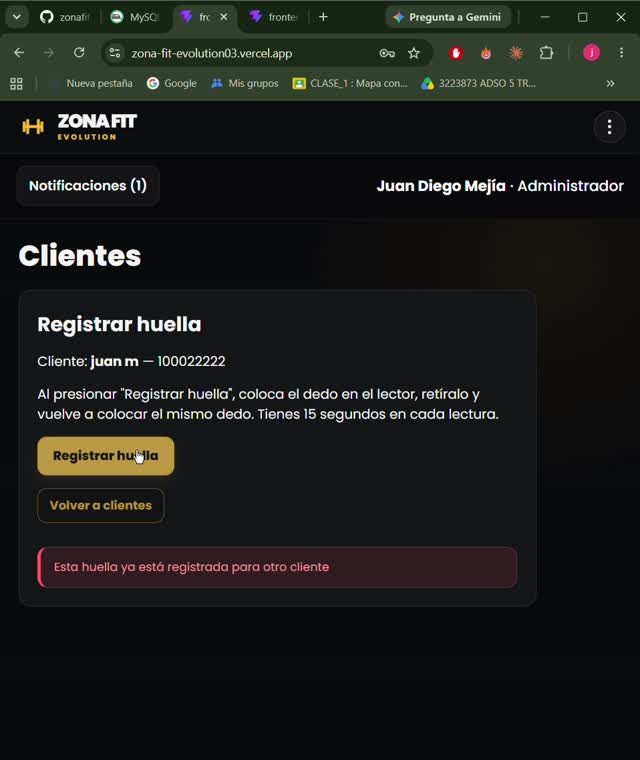 zonafit
MySQ
fro
fronte
Pregunta a Gemini
zona-fit-evolution03.vercel.app
j
Nueva pestaña
Google
Mis grupos
CLASE_1 : Mapa con...
3223873 ADSO 5 TR...
»
ZONA FIT
EVOLUTION
Notificaciones (1)
Juan Diego Mejía · Administrador
Clientes
Registrar huella
Cliente: juan m — 100022222
Al presionar "Registrar huella", coloca el dedo en el lector, retíralo y
vuelve a colocar el mismo dedo. Tienes 15 segundos en cada lectura.
Registrar huella
Volver a clientes
Esta huella ya está registrada para otro cliente